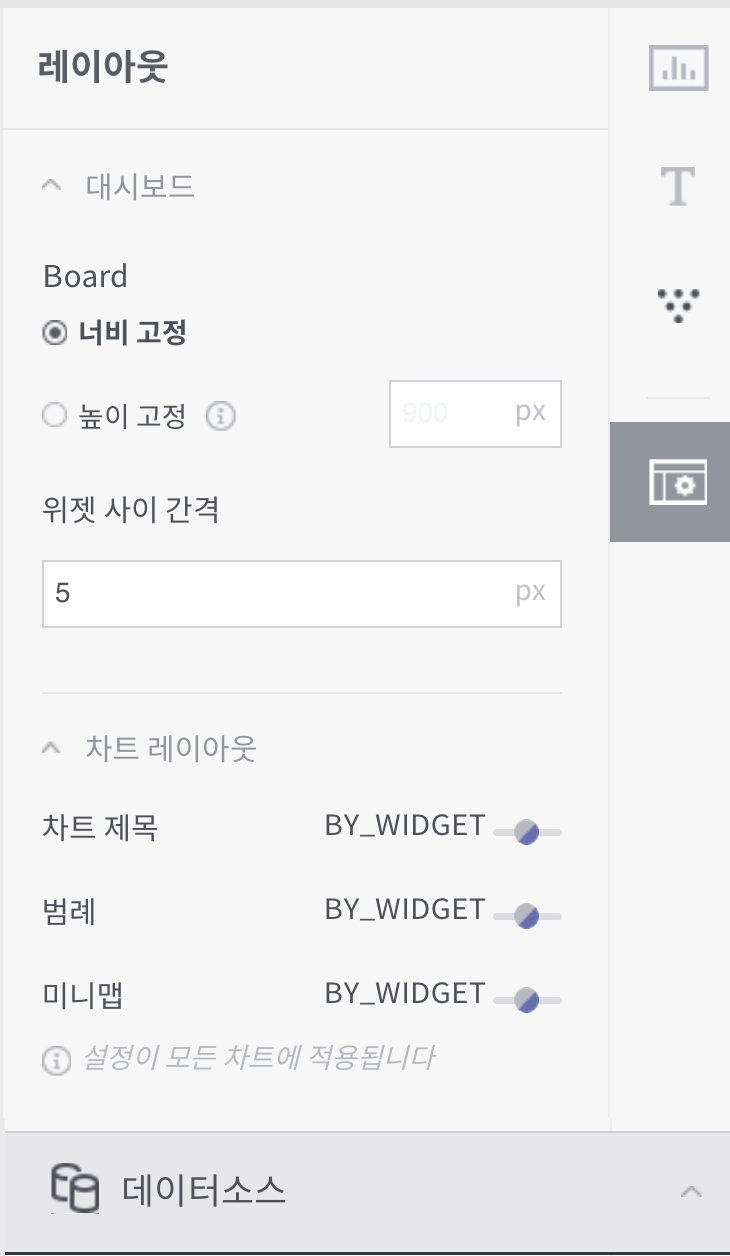 레이아웃
대시보드
Board
너비 고정
높이 고정 900 px
위젯 사이 간격
5 px
차트 레이아웃
차트 제목 BY_WIDGET
범례 BY_WIDGET
미니맵 BY_WIDGET
설정이 모든 차트에 적용됩니다
데이터소스